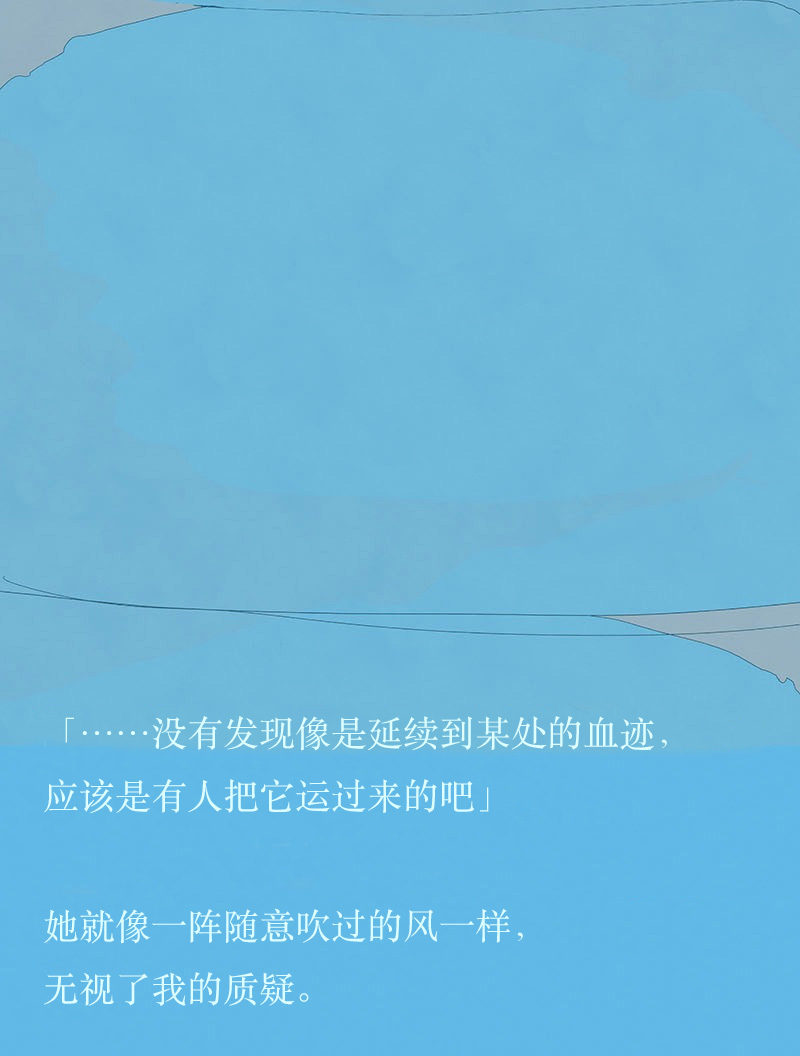 「……没有发现像是延续到某处的血迹，
应该是有人把它运过来的吧」
她就像一阵随意吹过的风一样，
无视了我的质疑。